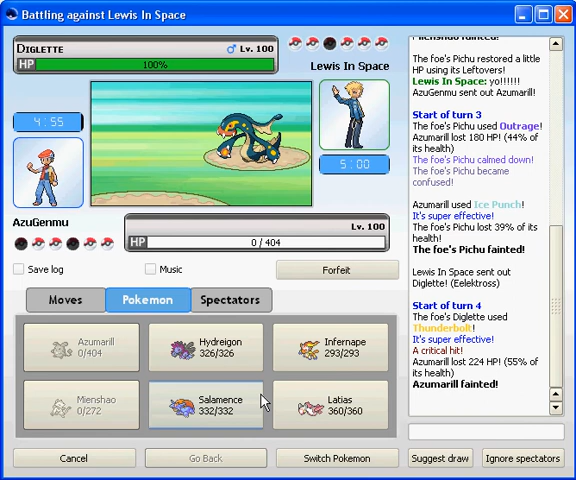 Battling against Lewis In Space
DIGLETTE ♂ Lv. 100
HP 100%
Lewis In Space
4:55
5:00
AzuGenmu
Lv. 100
HP 0 / 404
Save log
Music
Forfeit
Moves
Pokemon
Spectators
Azumarill
0/404
Hydreigon
326/326
Infernape
293/293
Mienshao
0/272
Salamence
332/332
Latias
360/360
Cancel
Go Back
Switch Pokemon
Suggest draw
Ignore spectators
Mienshao fainted!
The foe's Pichu restored a little
HP using its Leftovers!
Lewis In Space: yo!!!!!!
AzuGenmu sent out Azumarill!
Start of turn 3
The foe's Pichu used Outrage!
Azumarill lost 180 HP! (44% of
its health)
The foe's Pichu calmed down!
The foe's Pichu became
confused!
Azumarill used Ice Punch!
It's super effective!
The foe's Pichu lost 39% of its
health!
The foe's Pichu fainted!
Lewis In Space sent out
Diglette! (Eelektross)
Start of turn 4
The foe's Diglette used
Thunderbolt!
It's super effective!
A critical hit!
Azumarill lost 224 HP! (55% of
its health)
Azumarill fainted!